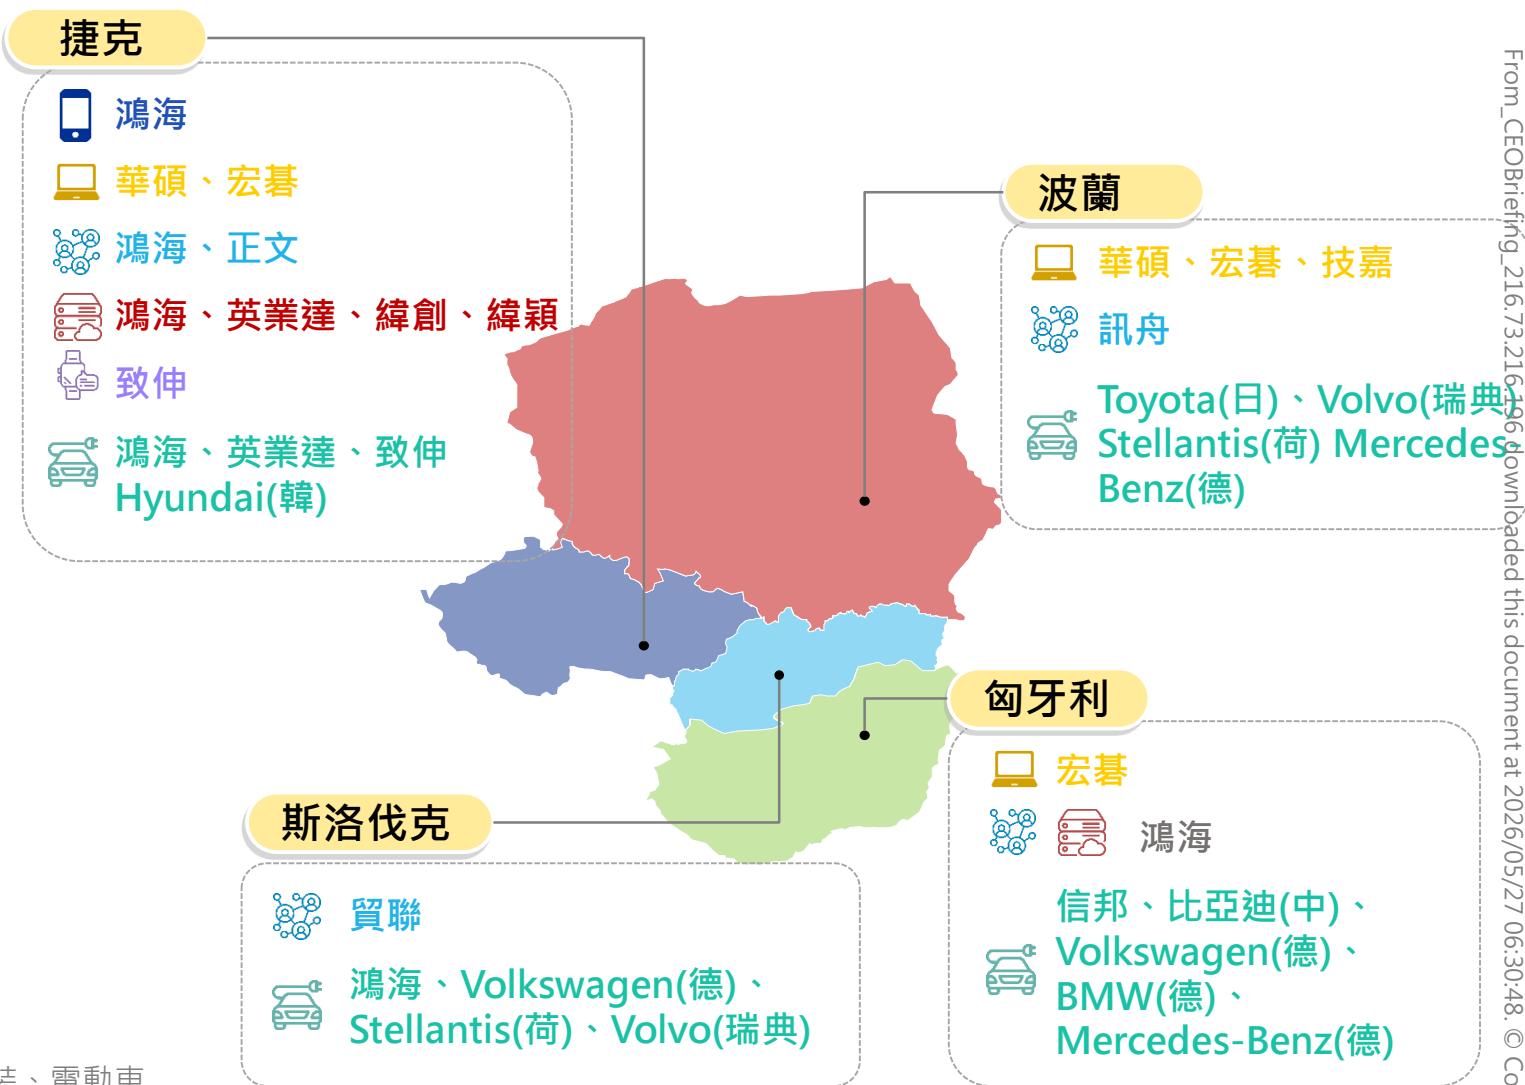 捷克
鴻海
華碩、宏碁
鴻海、正文
鴻海、英業達、緯創、緯穎
致伸
鴻海、英業達、致伸
Hyundai(韓)
波蘭
華碩、宏碁、技嘉
訊舟
Toyota(日)、Volvo(瑞典)
Stellantis(荷) Mercedes
Benz(德)
匈牙利
宏碁
鴻海
信邦、比亞迪(中)、
Volkswagen(德)、
BMW(德)、
Mercedes-Benz(德)
斯洛伐克
貿聯
鴻海、Volkswagen(德)、
Stellantis(荷)、Volvo(瑞典)
、電動車
From_CEOBriefing_216.73.216.196 downloaded this document at 2026/05/27 06:30:48. © Co